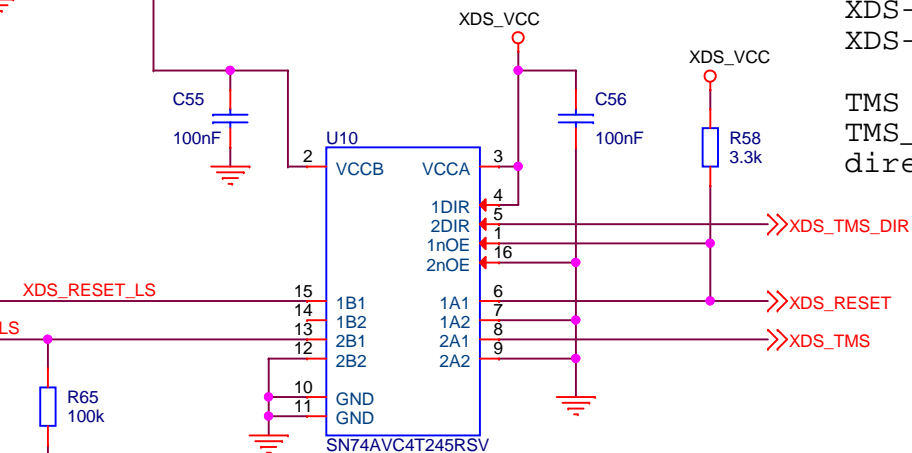 XDS-
XDS-
TMS
TMS_
dire
XDS_VCC
XDS_VCC
C55
100nF
C56
100nF
R58
3.3k
U10
2
VCCB
VCCA
3
1DIR
4
2DIR
5
XDS_TMS_DIR
1nOE
1
2nOE
16
XDS_RESET_LS
15
1B1
1A1
6
XDS_RESET
14
1B2
1A2
7
LS
13
2B1
2A1
8
XDS_TMS
12
2B2
2A2
9
10
GND
11
GND
R65
100k
SN74AVC4T245RSV